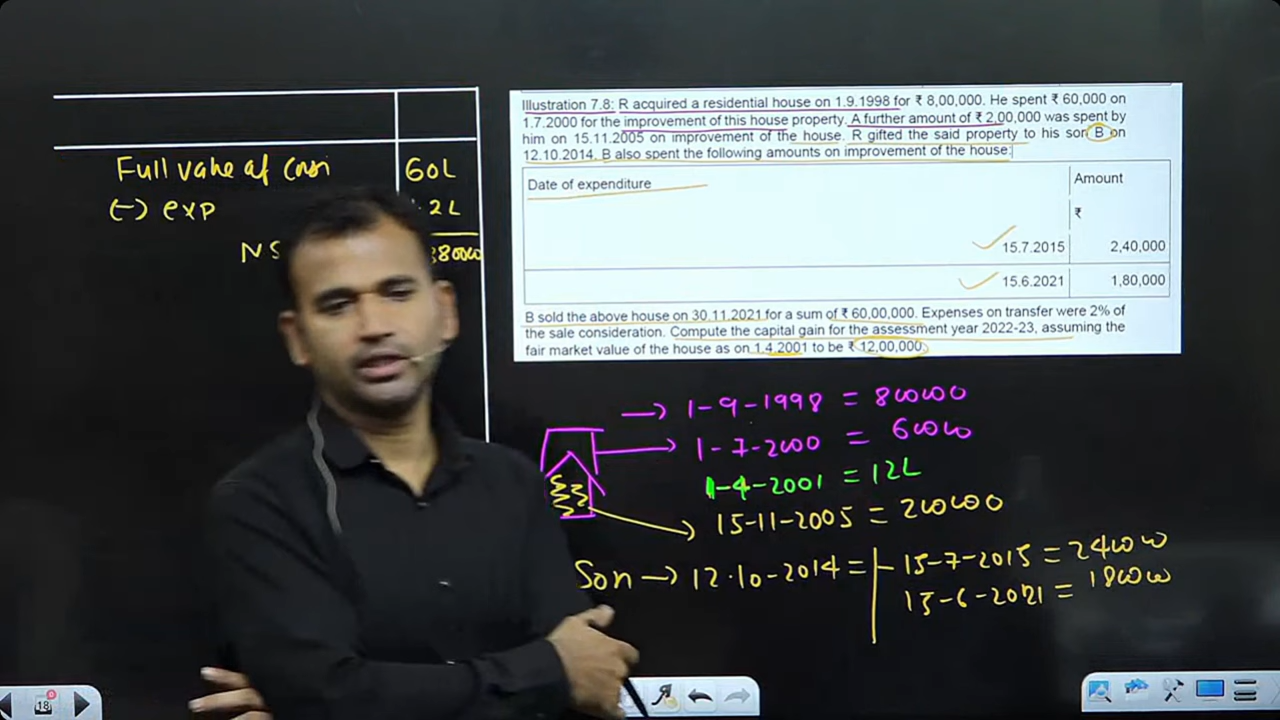 Illustration 7.8: R acquired a residential house on 1.9.1998 for ₹ 8,00,000. He spent ₹ 60,000 on
1.7.2000 for the improvement of this house property. A further amount of ₹ 2,00,000 was spent by
him on 15.11.2005 on improvement of the house. R gifted the said property to his son B on
12.10.2014. B also spent the following amounts on improvement of the house:
Date of expenditure Amount
₹
15.7.2015 2,40,000
15.6.2021 1,80,000
B sold the above house on 30.11.2021 for a sum of ₹ 60,00,000. Expenses on transfer were 2% of
the sale consideration. Compute the capital gain for the assessment year 2022-23, assuming the
fair market value of the house as on 1.4.2001 to be ₹ 12,00,000.
Full value of Consi 60L
(-) exp .2L
NS 80000
→ 1-9-1998 = 800000
1-7-2000 = 60000
1-4-2001 = 12L
15-11-2005 = 200000
Son → 12.10-2014 = 15-7-2015 = 240000
15-6-2021 = 180000
18
0